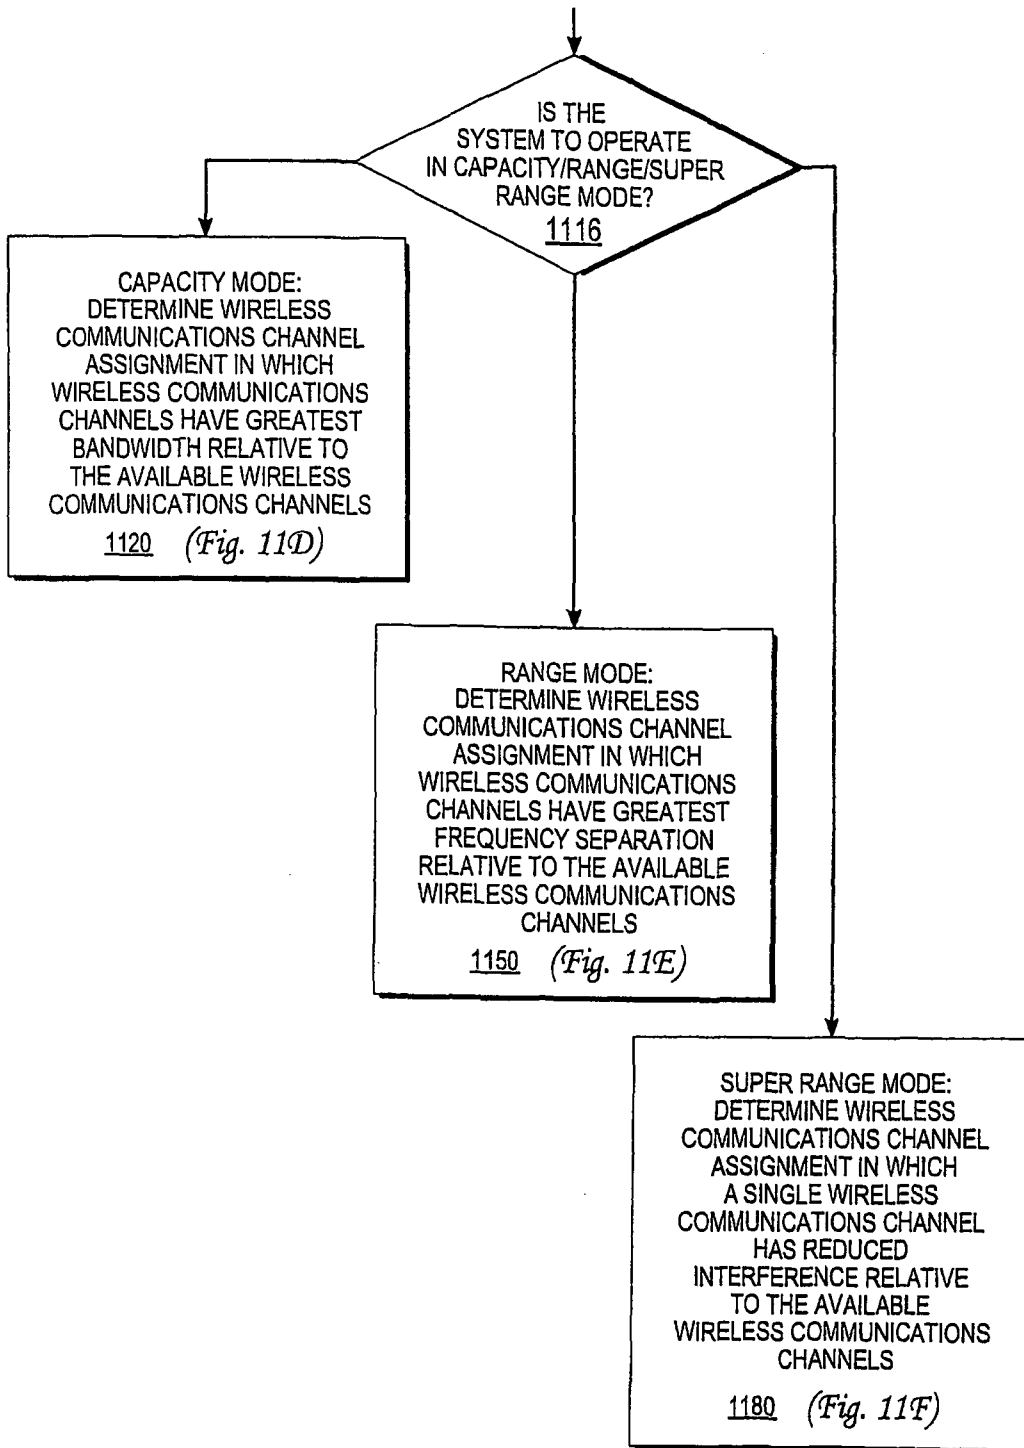 IS THE
SYSTEM TO OPERATE
IN CAPACITY/RANGE/SUPER
RANGE MODE?
1116
CAPACITY MODE:
DETERMINE WIRELESS
COMMUNICATIONS CHANNEL
ASSIGNMENT IN WHICH
WIRELESS COMMUNICATIONS
CHANNELS HAVE GREATEST
BANDWIDTH RELATIVE TO
THE AVAILABLE WIRELESS
COMMUNICATIONS CHANNELS
1120 (Fig. 11D)
RANGE MODE:
DETERMINE WIRELESS
COMMUNICATIONS CHANNEL
ASSIGNMENT IN WHICH
WIRELESS COMMUNICATIONS
CHANNELS HAVE GREATEST
FREQUENCY SEPARATION
RELATIVE TO THE AVAILABLE
WIRELESS COMMUNICATIONS
CHANNELS
1150 (Fig. 11E)
SUPER RANGE MODE:
DETERMINE WIRELESS
COMMUNICATIONS CHANNEL
ASSIGNMENT IN WHICH
A SINGLE WIRELESS
COMMUNICATIONS CHANNEL
HAS REDUCED
INTERFERENCE RELATIVE
TO THE AVAILABLE
WIRELESS COMMUNICATIONS
CHANNELS
1180 (Fig. 11F)